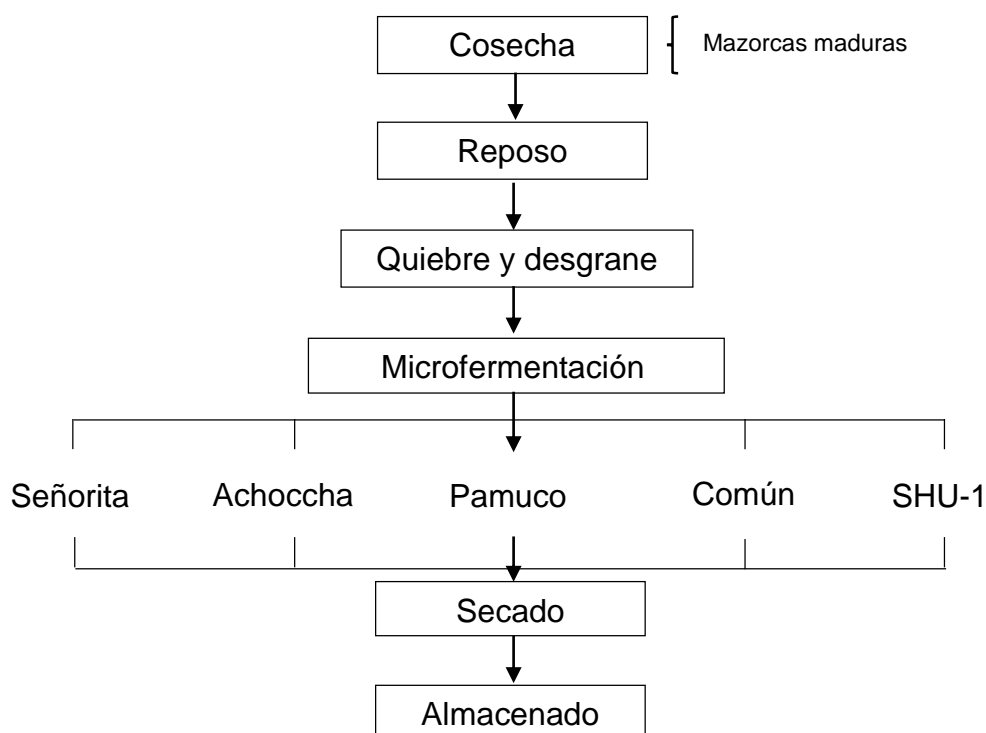 Cosecha
Mazorcas maduras
Reposo
Quiebre y desgrane
Microfermentación
Señorita
Achoccha
Pamuco
Común
SHU-1
Secado
Almacenado